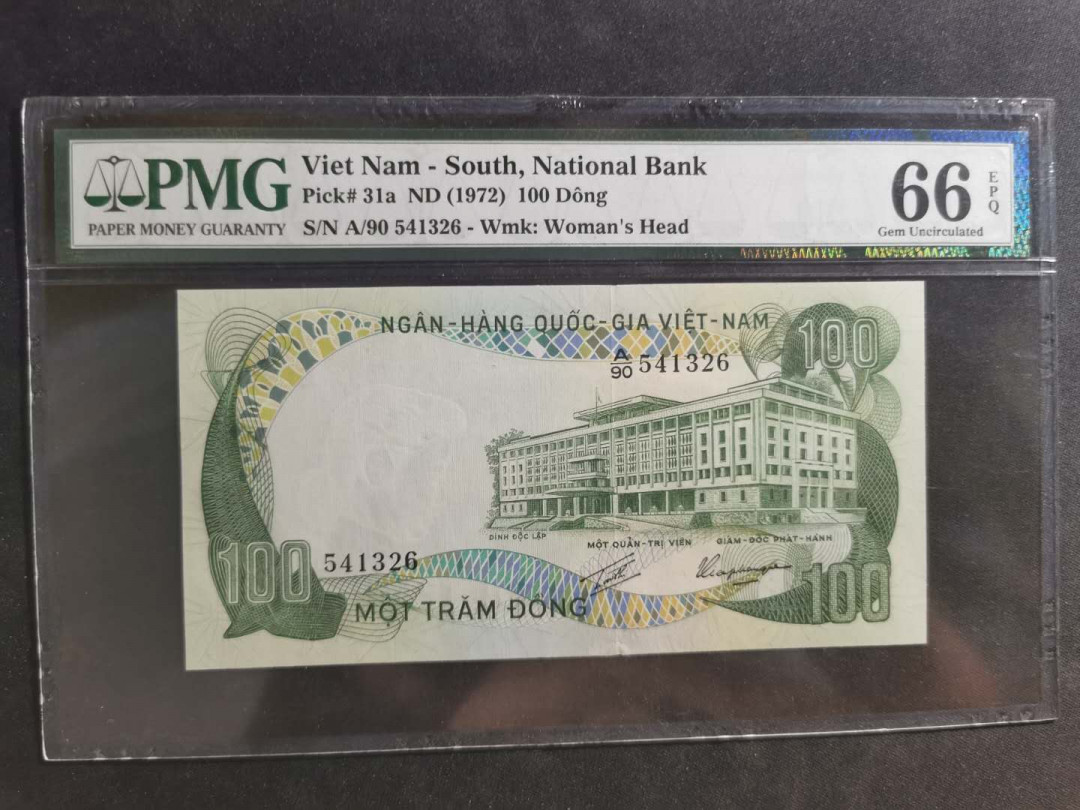 PMG
PAPER MONEY GUARANTY
Viet Nam - South, National Bank
Pick# 31a ND (1972) 100 Dông
S/N A/90 541326 - Wmk: Woman's Head
66 EPQ
Gem Uncirculated
NGÂN-HÀNG QUỐC-GIA VIỆT-NAM
100
A/90 541326
DINH ĐỘC LẬP
MỘT QUẢN-TRỊ VIÊN
GIÁM-ĐỐC PHÁT-HÀNH
100
541326
MỘT TRĂM ĐỒNG
100